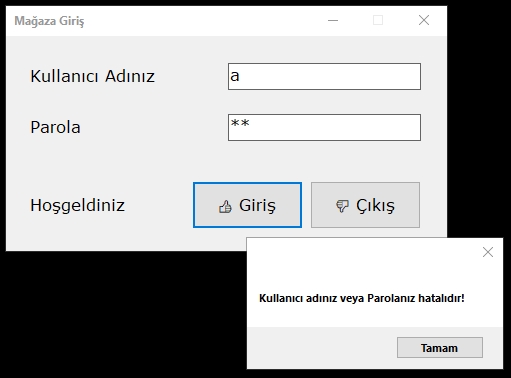 Mağaza Giriş
Kullanıcı Adınız a
Parola **
Hoşgeldiniz Giriş Çıkış
Kullanıcı adınız veya Parolanız hatalıdır!
Tamam